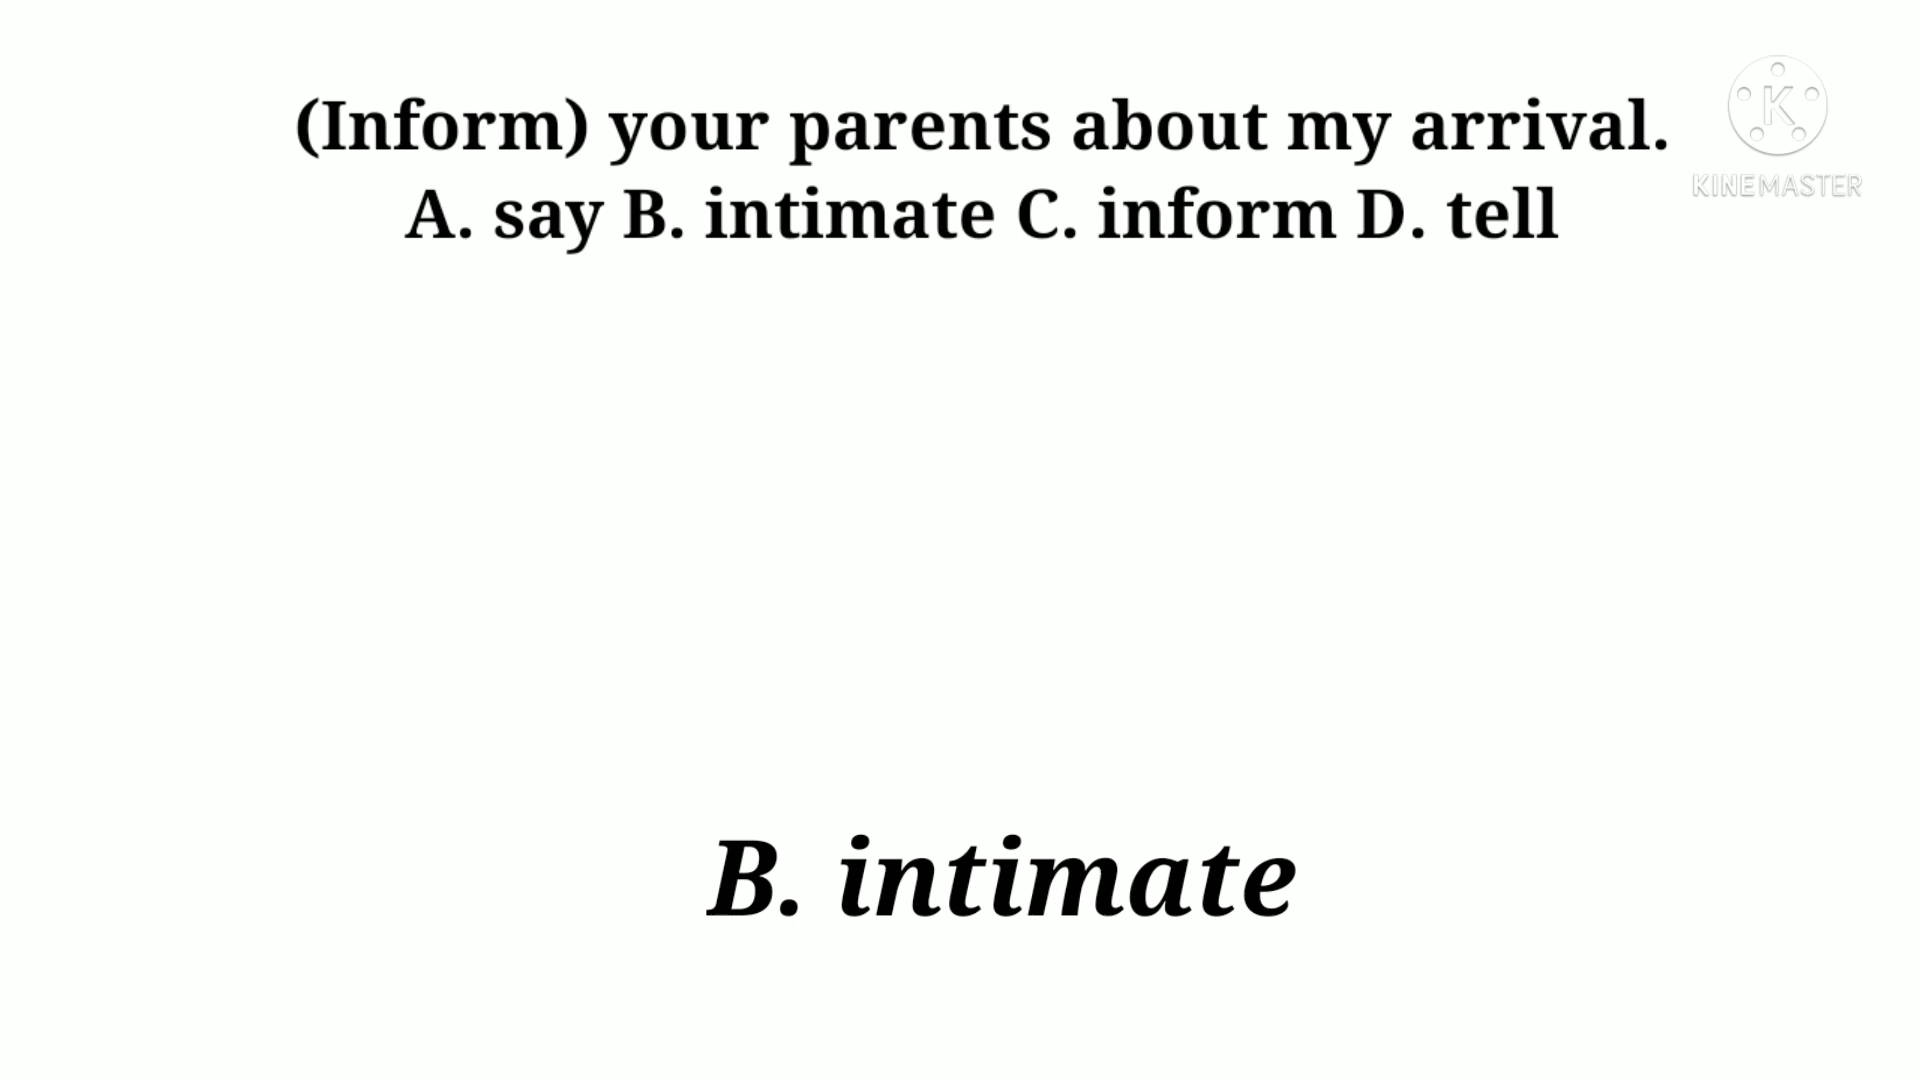 (Inform) your parents about my arrival.
A. say B. intimate C. inform D. tell
K
KINEMASTER
B. intimate